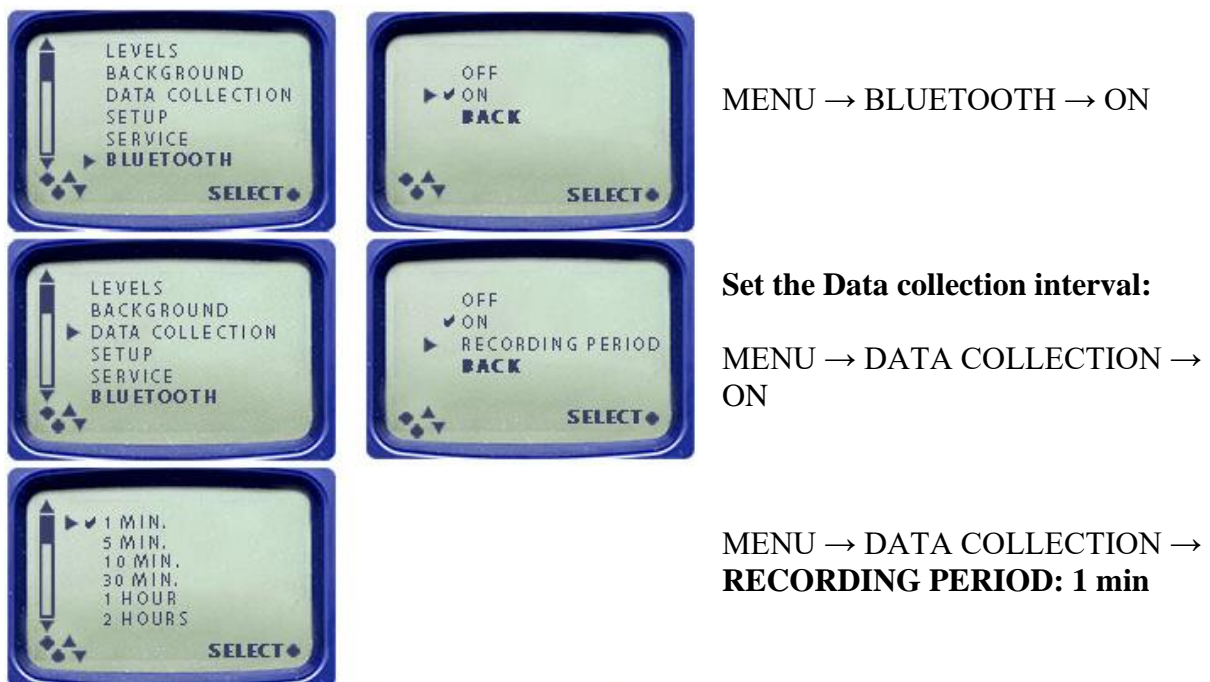 LEVELS
BACKGROUND
DATA COLLECTION
SETUP
SERVICE
BLUETOOTH
SELECT
OFF
ON
BACK
SELECT
MENU → BLUETOOTH → ON
LEVELS
BACKGROUND
DATA COLLECTION
SETUP
SERVICE
BLUETOOTH
OFF
ON
RECORDING PERIOD
BACK
SELECT
Set the Data collection interval:
MENU → DATA COLLECTION →
ON
1 MIN.
5 MIN.
10 MIN.
30 MIN.
1 HOUR
2 HOURS
SELECT
MENU → DATA COLLECTION →
RECORDING PERIOD: 1 min